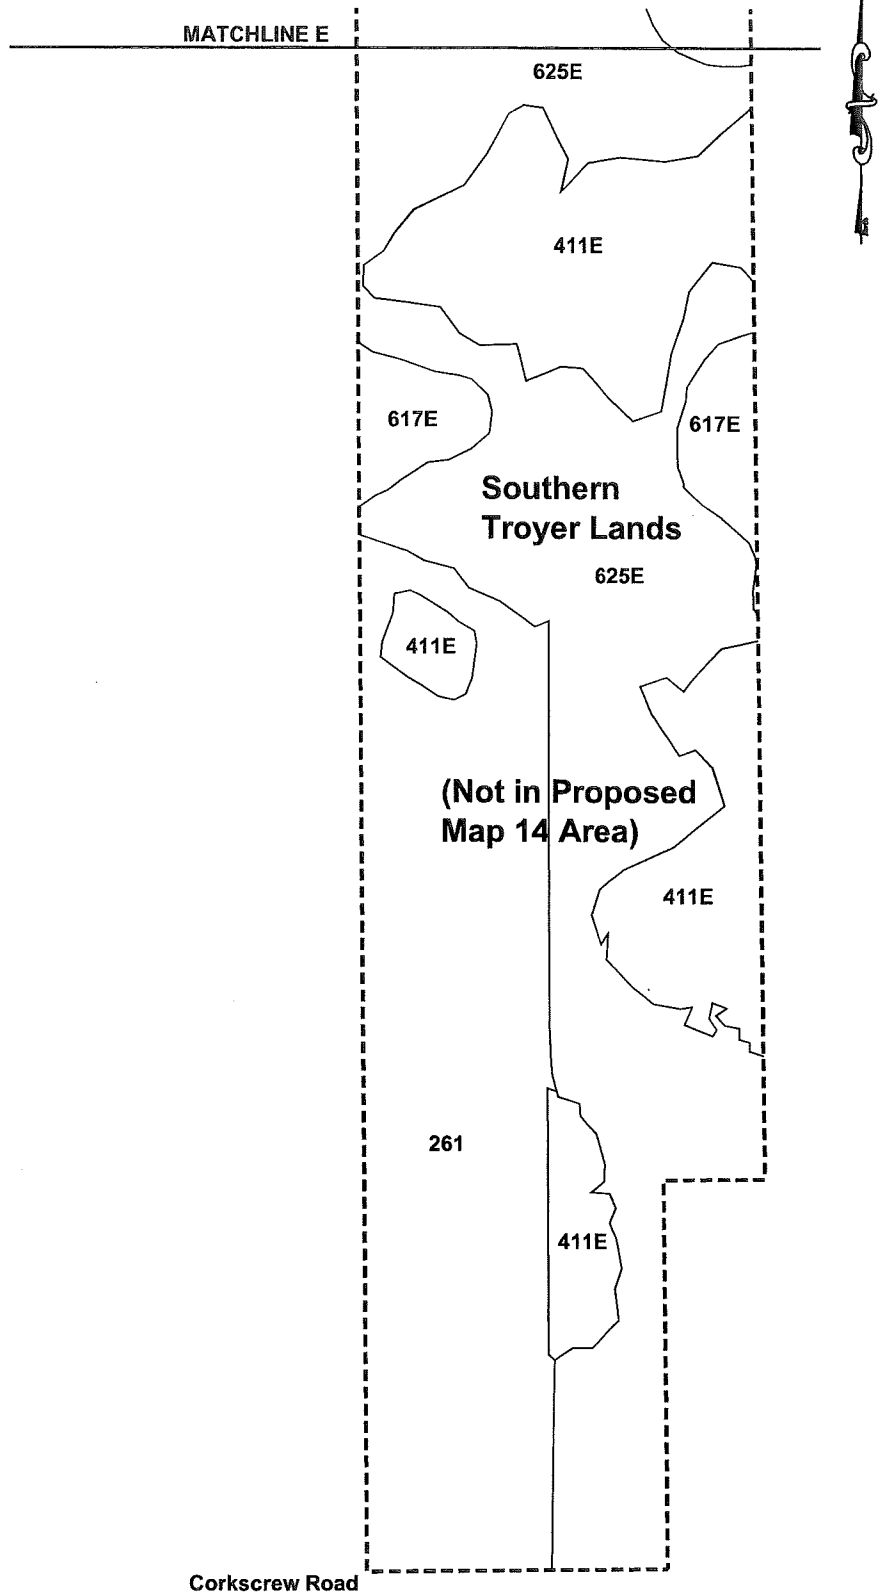 MATCHLINE E
625E
411E
617E
617E
Southern
Troyer Lands
625E
411E
(Not in Proposed
Map 14 Area)
411E
261
411E
Corkscrew Road